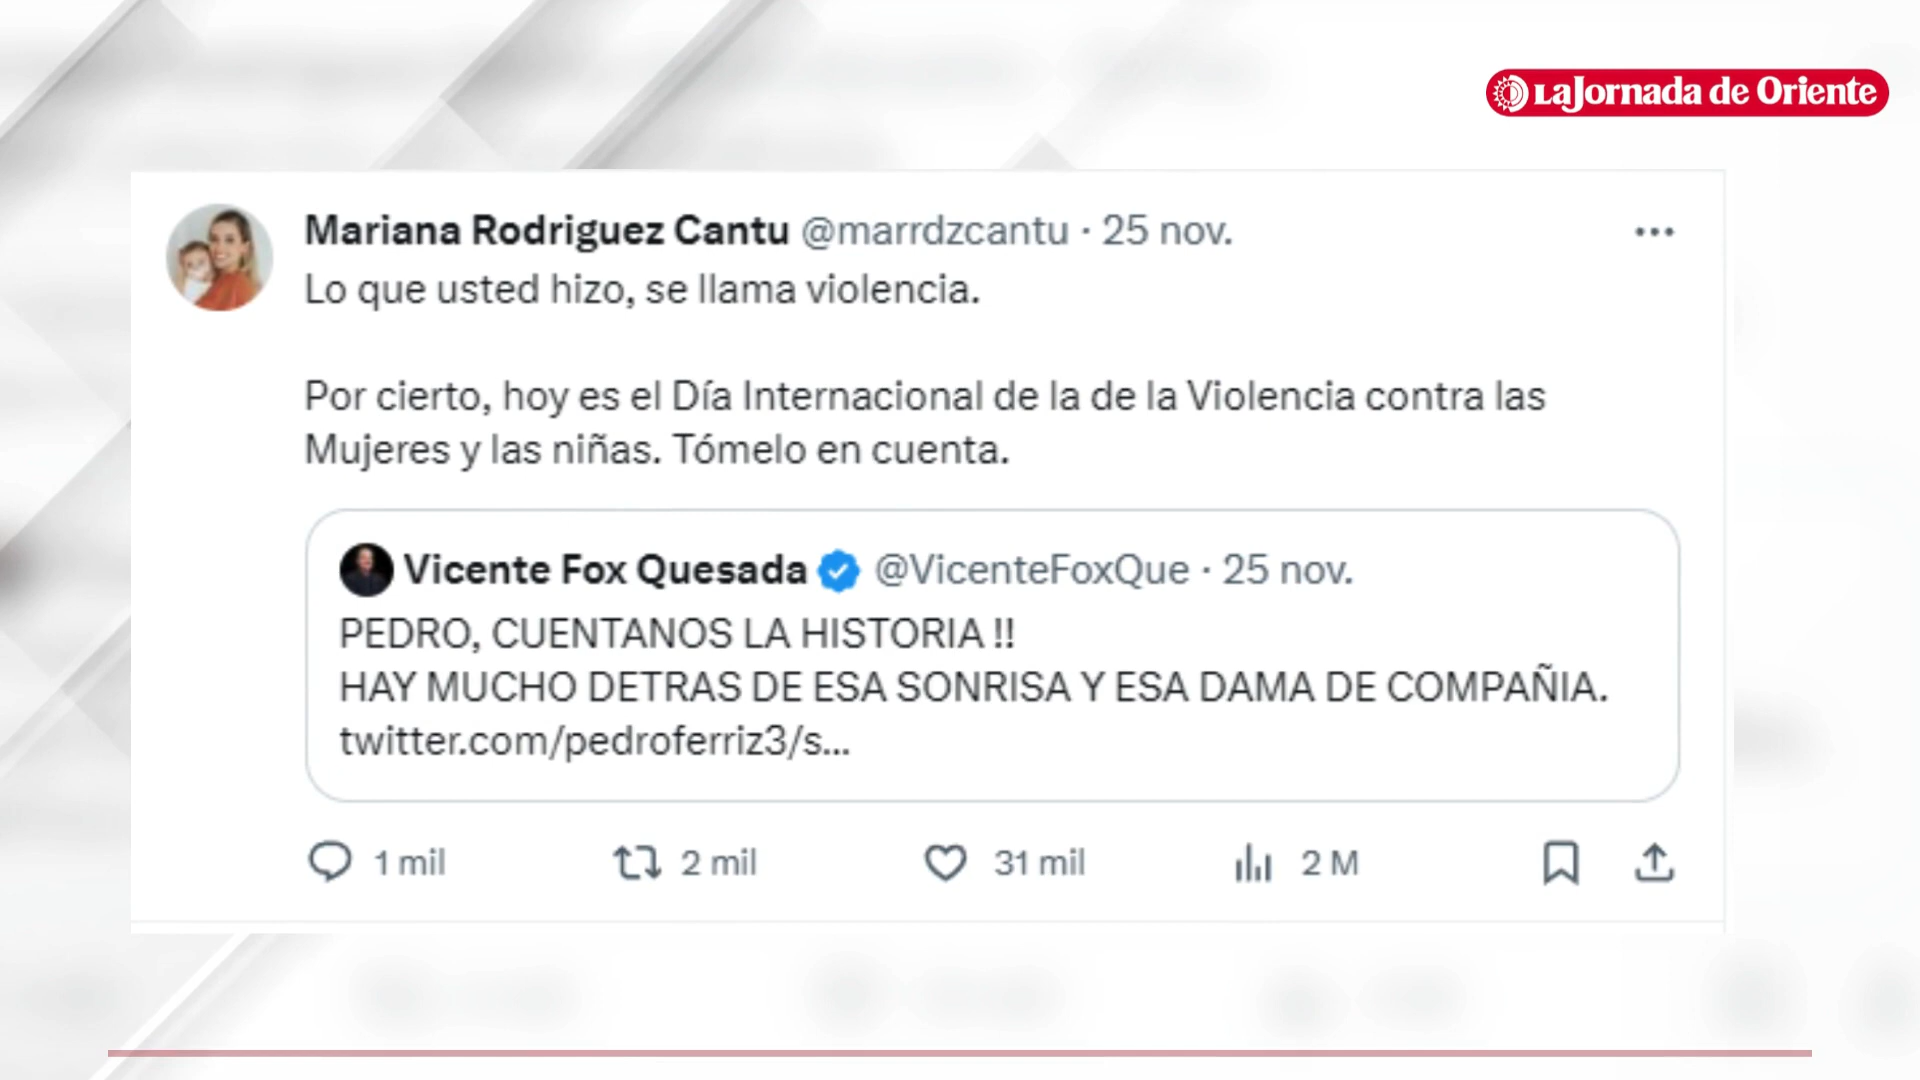 LaJornada de Oriente
Mariana Rodriguez Cantu @marrdzcantu · 25 nov.
Lo que usted hizo, se llama violencia.
Por cierto, hoy es el Día Internacional de la de la Violencia contra las
Mujeres y las niñas. Tómelo en cuenta.
Vicente Fox Quesada @VicenteFoxQue · 25 nov.
PEDRO, CUENTANOS LA HISTORIA !!
HAY MUCHO DETRAS DE ESA SONRISA Y ESA DAMA DE COMPAÑIA.
twitter.com/pedroferriz3/s...
1 mil 2 mil 31 mil 2 M